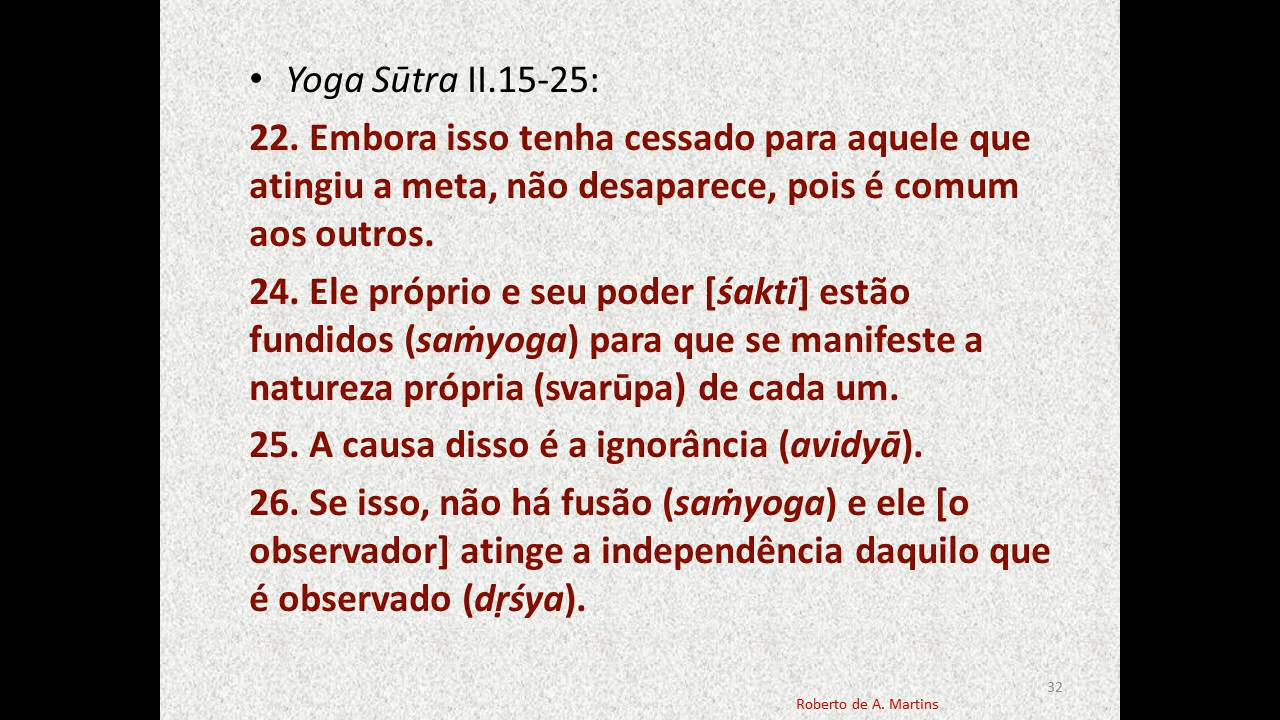 • Yoga Sūtra II.15-25:
22. Embora isso tenha cessado para aquele que
atingiu a meta, não desaparece, pois é comum
aos outros.
24. Ele próprio e seu poder [śakti] estão
fundidos (saṁyoga) para que se manifeste a
natureza própria (svarūpa) de cada um.
25. A causa disso é a ignorância (avidyā).
26. Se isso, não há fusão (saṁyoga) e ele [o
observador] atinge a independência daquilo que
é observado (dṛśya).
32
Roberto de A. Martins